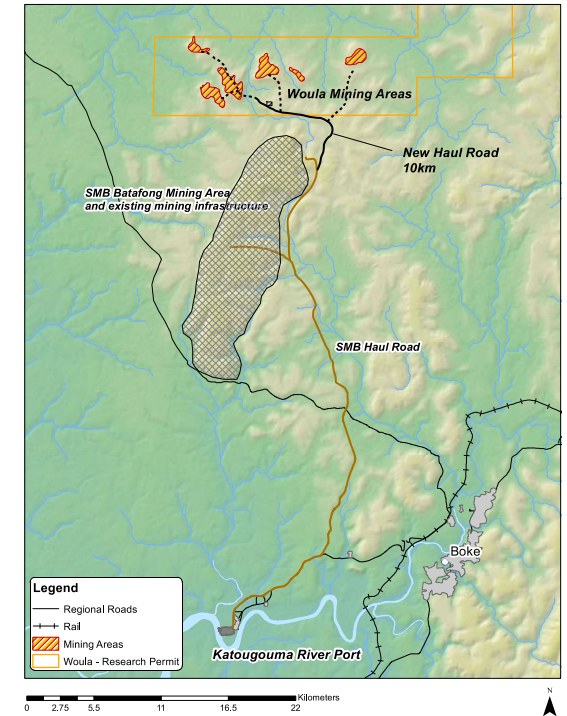 Woula Mining Areas
New Haul Road
10km
SMB Batafong Mining Area
and existing mining infrastructure
SMB Haul Road
Boke
Katougouma River Port
Legend
Regional Roads
Rail
Mining Areas
Woula - Research Permit
Kilometers
0 2.75 5.5 11 16.5 22
N